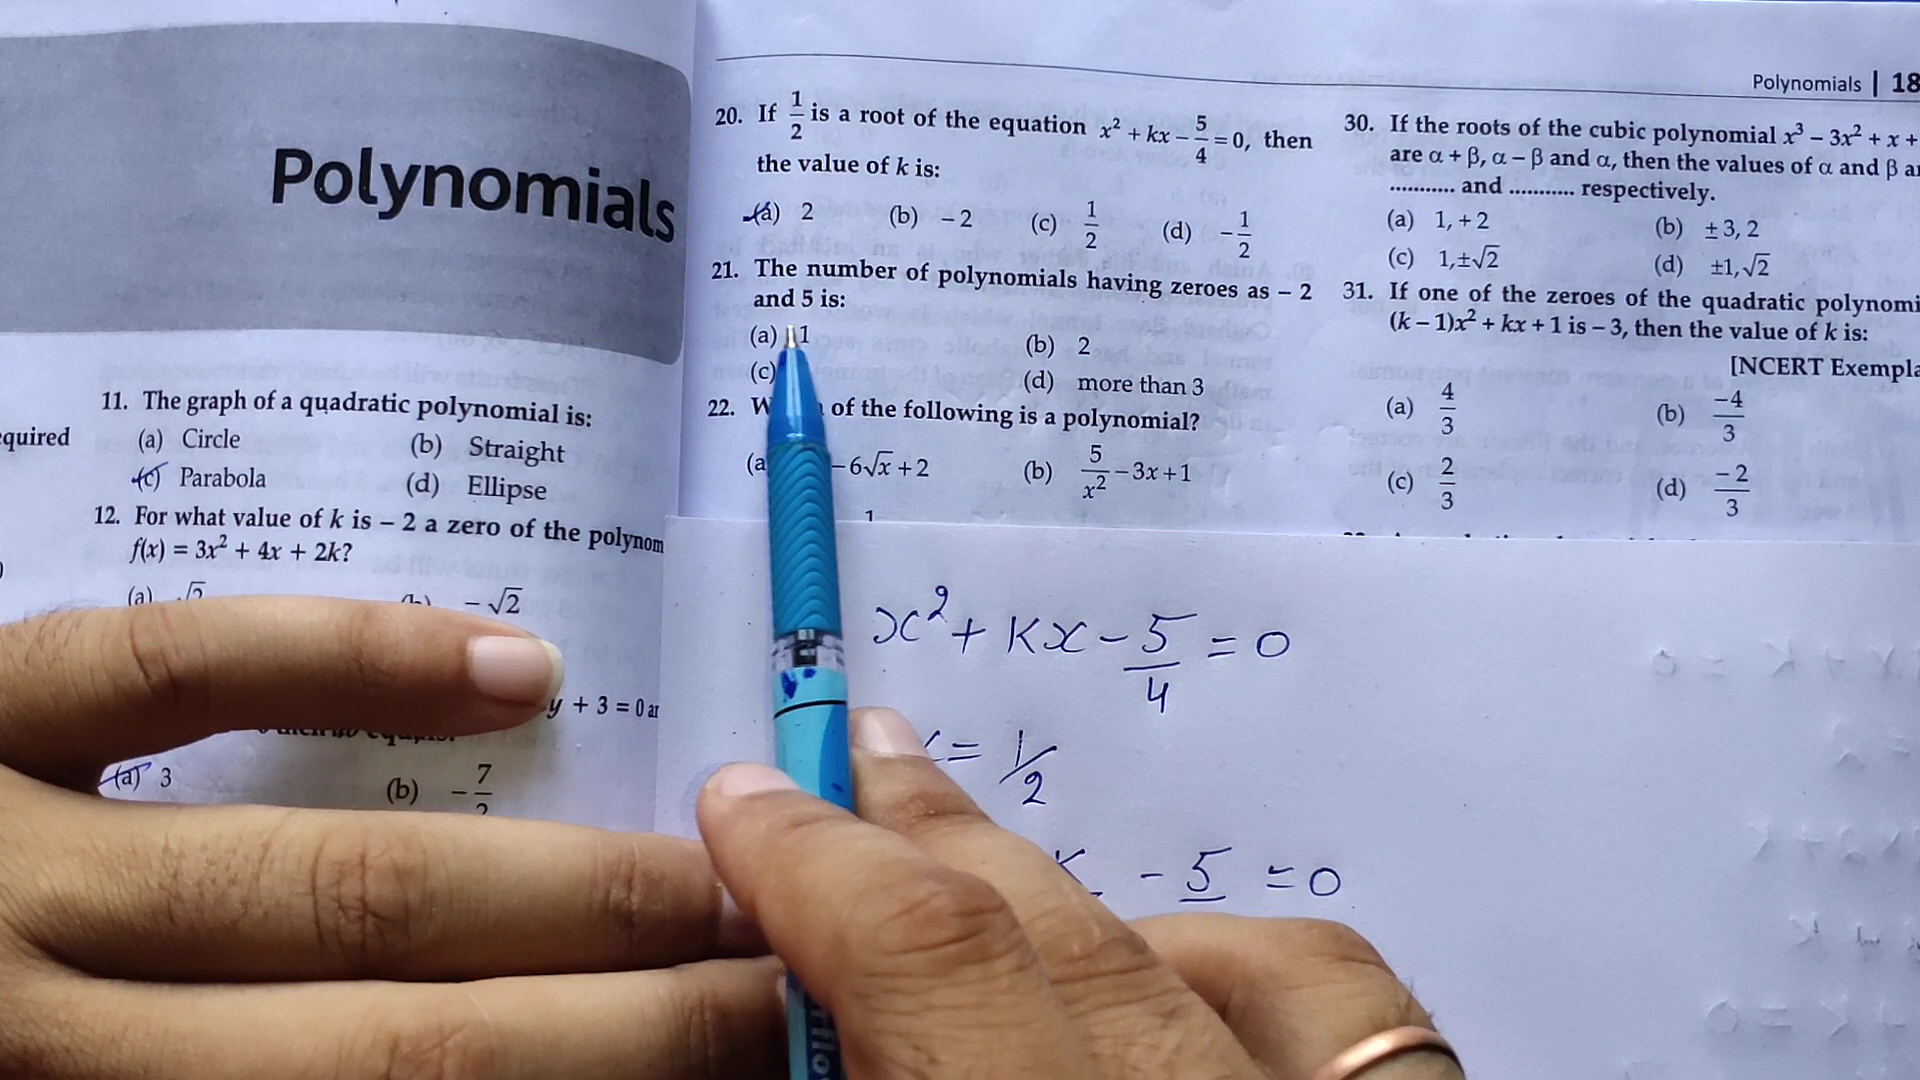 Polynomials
11. The graph of a quadratic polynomial is:
equired
(a) Circle (b) Straight
(c) Parabola (d) Ellipse
12. For what value of k is – 2 a zero of the polynom
f(x) = 3x² + 4x + 2k?
– √2
y + 3 = 0
(a) 3 (b) – 7/2
Polynomials | 18
20. If 1/2 is a root of the equation x² + kx – 5/4 = 0, then
the value of k is:
(a) 2 (b) – 2 (c) 1/2 (d) – 1/2
21. The number of polynomials having zeroes as – 2
and 5 is:
(a) 1 (b) 2
(c) (d) more than 3
22. of the following is a polynomial?
(a – 6√x + 2 (b) 5/x² – 3x + 1
1
30. If the roots of the cubic polynomial x³ – 3x² + x +
are α + β, α – β and α, then the values of α and β
........... and ........... respectively.
(a) 1, + 2 (b) ± 3, 2
(c) 1,±√2 (d) ±1,√2
31. If one of the zeroes of the quadratic polynomi
(k – 1)x² + kx + 1 is – 3, then the value of k is:
[NCERT Exempla
(a) 4/3 (b) –4/3
(c) 2/3 (d) –2/3
x² + kx – 5/4 = 0
= 1/2
– 5 = 0